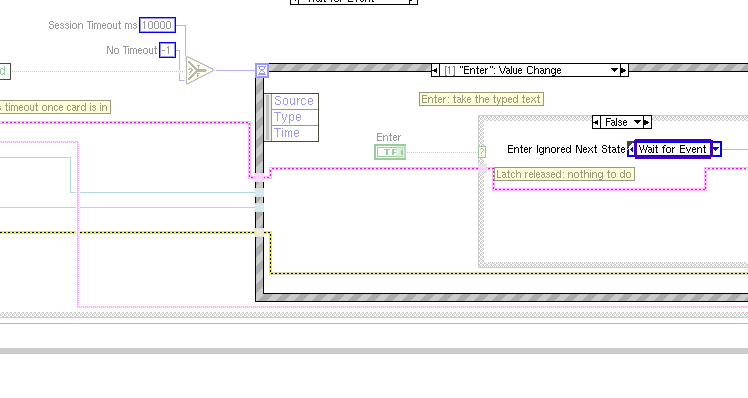 Wait for Event
Session Timeout ms 10000
No Timeout -1
d
[1] "Enter": Value Change
s timeout once card is in
Source
Type
Time
Enter: take the typed text
False
Enter
TF
?
Enter Ignored Next State Wait for Event
Latch released: nothing to do